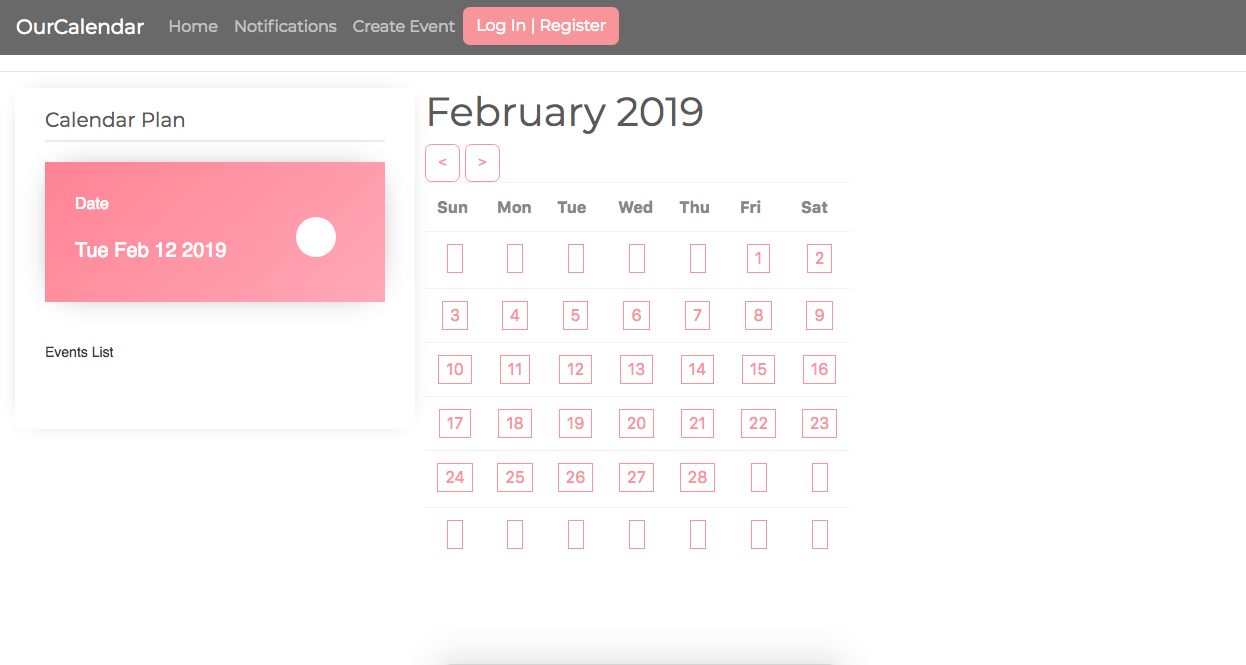 OurCalendar Home Notifications Create Event Log In | Register
Calendar Plan
Date
Tue Feb 12 2019
Events List
February 2019
< >
Sun Mon Tue Wed Thu Fri Sat
1 2
3 4 5 6 7 8 9
10 11 12 13 14 15 16
17 18 19 20 21 22 23
24 25 26 27 28